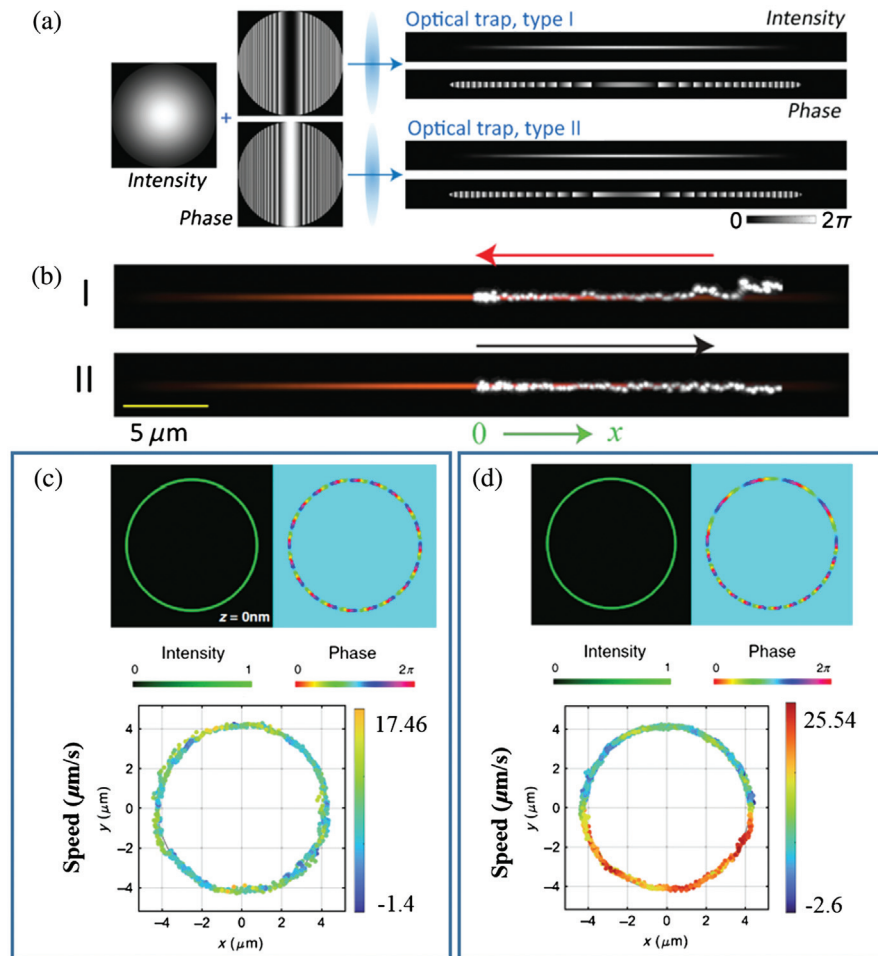 (a)
Optical trap, type I
Intensity
+
Phase
Optical trap, type II
Intensity
Phase
0 2π
(b)
I
II
5 μm
0 x
(c)
z = 0nm
Intensity Phase
0 1 0 2π
Speed (μm/s)
y (μm)
4
2
0
−2
−4
−4 −2 0 2 4
x (μm)
17.46
-1.4
(d)
Intensity Phase
0 1 0 2π
Speed (μm/s)
y (μm)
4
2
0
−2
−4
−4 −2 0 2 4
x (μm)
25.54
-2.6